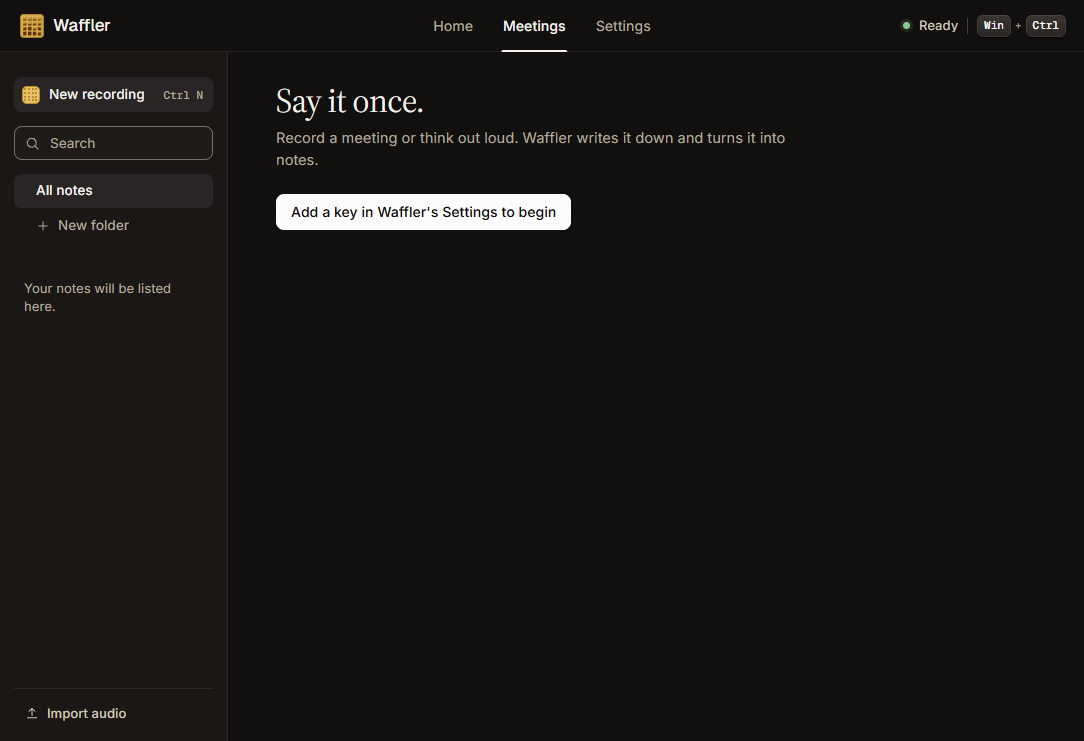 Waffler
Home
Meetings
Settings
Ready
Win + Ctrl
New recording
Ctrl N
Search
All notes
+ New folder
Your notes will be listed
here.
Import audio
Say it once.
Record a meeting or think out loud. Waffler writes it down and turns it into
notes.
Add a key in Waffler's Settings to begin